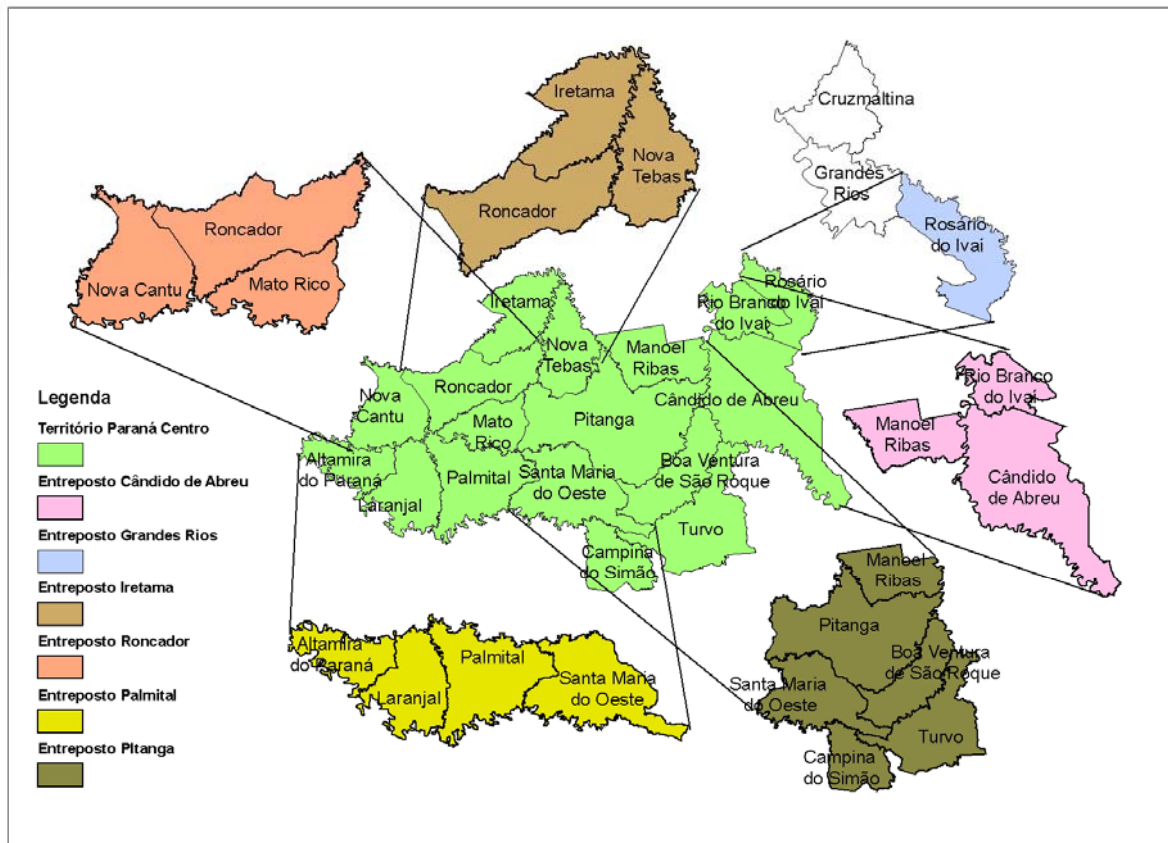 Iretama
Nova
Tebas
Roncador
Cruzmaltina
Grandes
Rios
Rosário
do Ivaí
Roncador
Nova Cantu
Mato Rico
Iretama
Nova
Tebas
Roncador
Nova
Cantu
Mato
Rico
Pitanga
Manoel
Ribas
Rio Branco
do Ivaí
Rosário
do Ivaí
Cândido de Abreu
Altamira
do Paraná
Laranjal
Palmital
Santa Maria
do Oeste
Boa Ventura
de São Roque
Turvo
Campina
do Simão
Rio Branco
do Ivaí
Manoel
Ribas
Cândido
de Abreu
Legenda
Território Paraná Centro
Entreposto Cândido de Abreu
Entreposto Grandes Rios
Entreposto Iretama
Entreposto Roncador
Entreposto Palmital
Entreposto PItanga
Altamira
do Paraná
Laranjal
Palmital
Santa Maria
do Oeste
Manoel
Ribas
Pitanga
Boa Ventura
de São Roque
Santa Maria
do Oeste
Turvo
Campina
do Simão